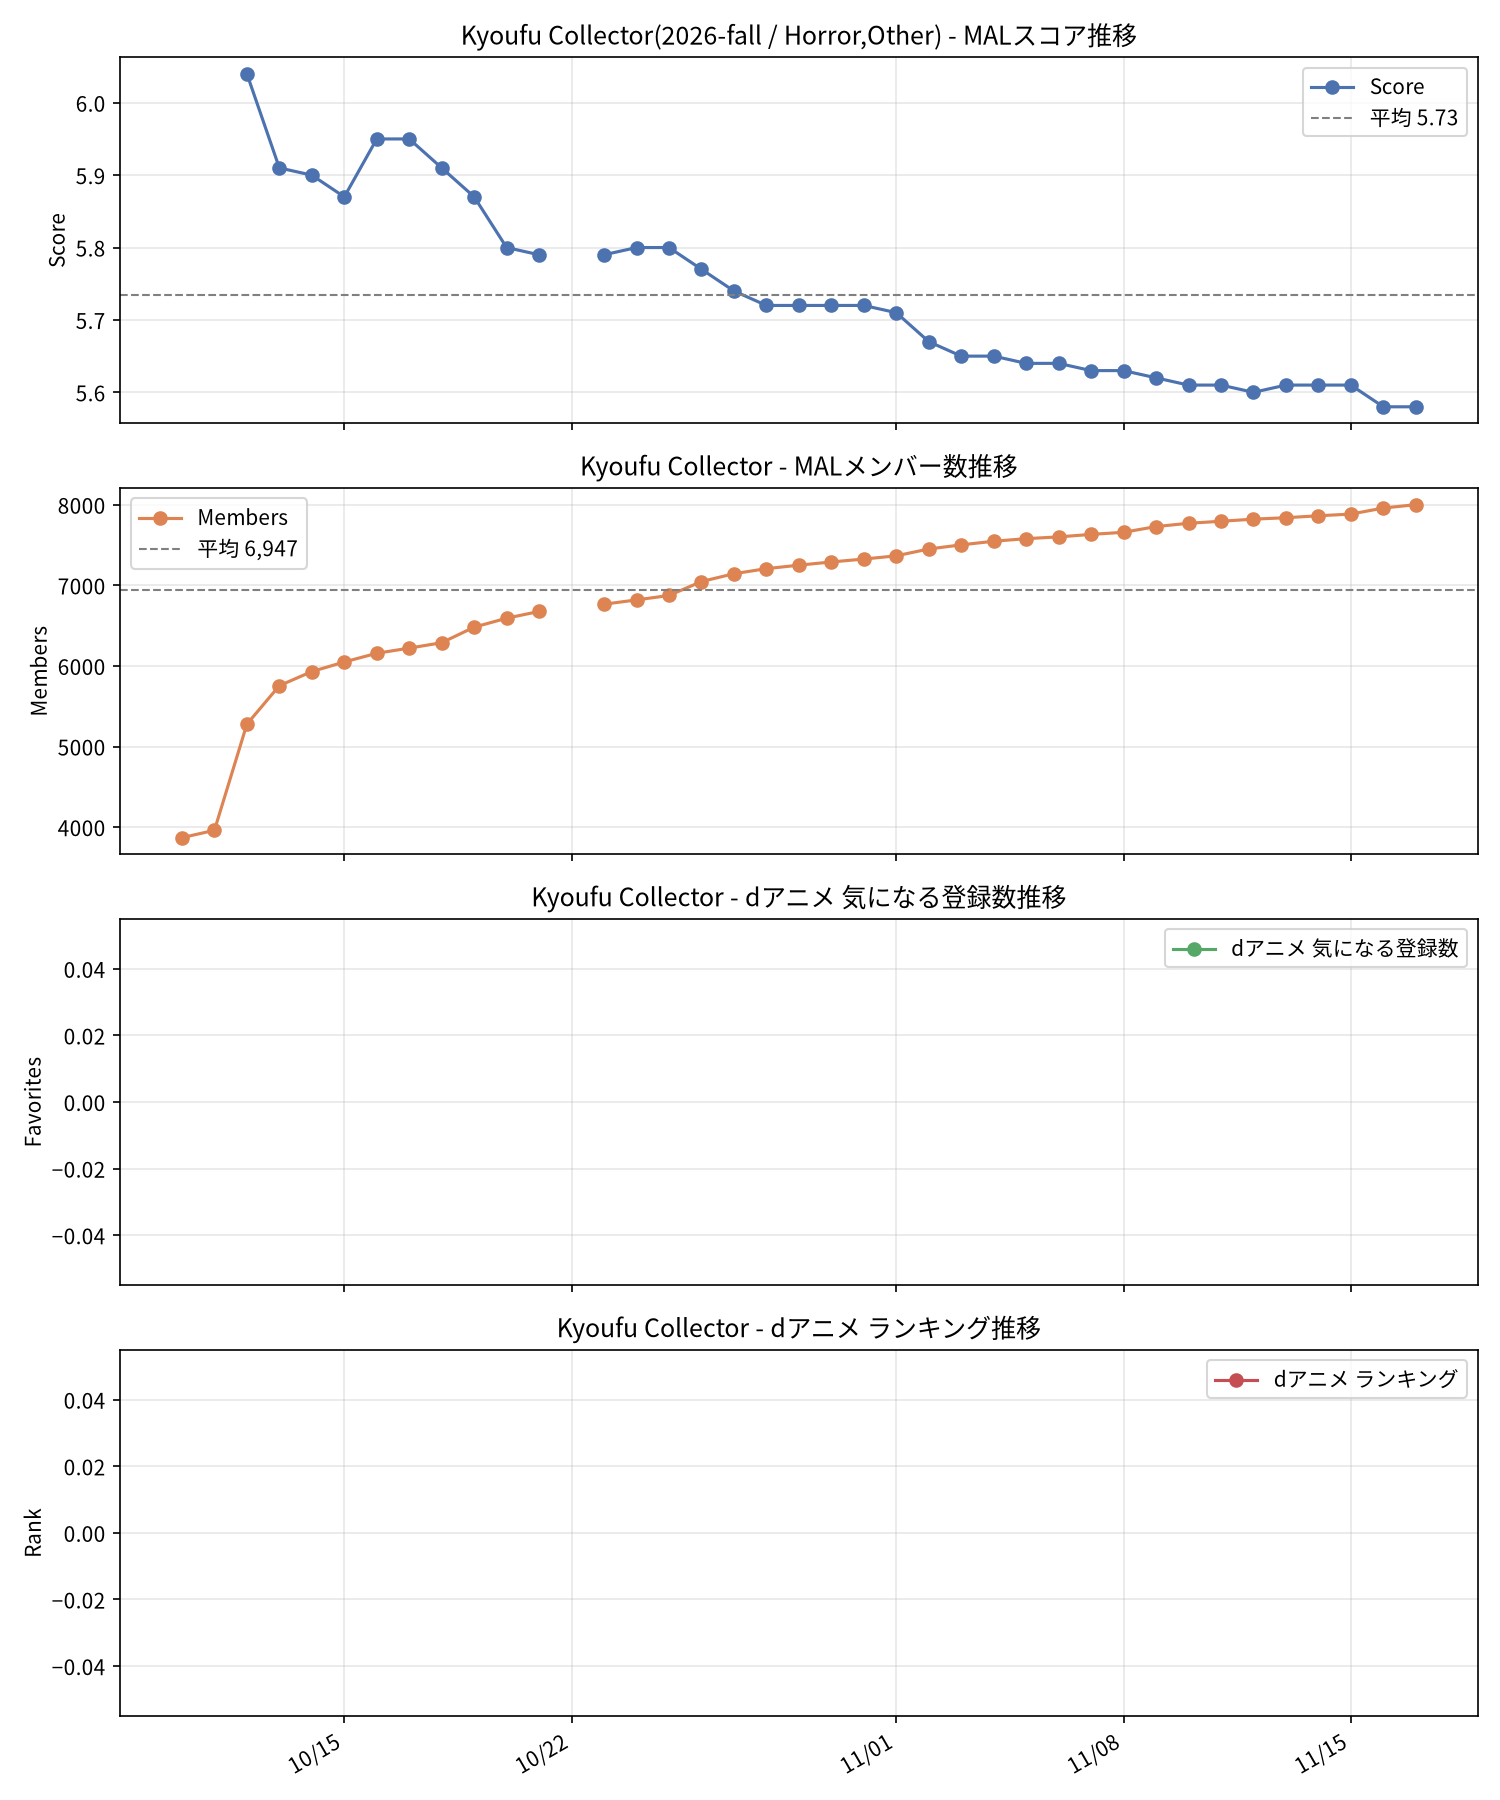 Kyoufu Collector(2026-fall / Horror,Other) - MALスコア推移
Score
平均 5.73
Score
6.0
5.9
5.8
5.7
5.6
Kyoufu Collector - MALメンバー数推移
Members
平均 6,947
Members
8000
7000
6000
5000
4000
Kyoufu Collector - dアニメ 気になる登録数推移
dアニメ 気になる登録数
Favorites
0.04
0.02
0.00
−0.02
−0.04
Kyoufu Collector - dアニメ ランキング推移
dアニメ ランキング
Rank
0.04
0.02
0.00
−0.02
−0.04
10/15
10/22
11/01
11/08
11/15